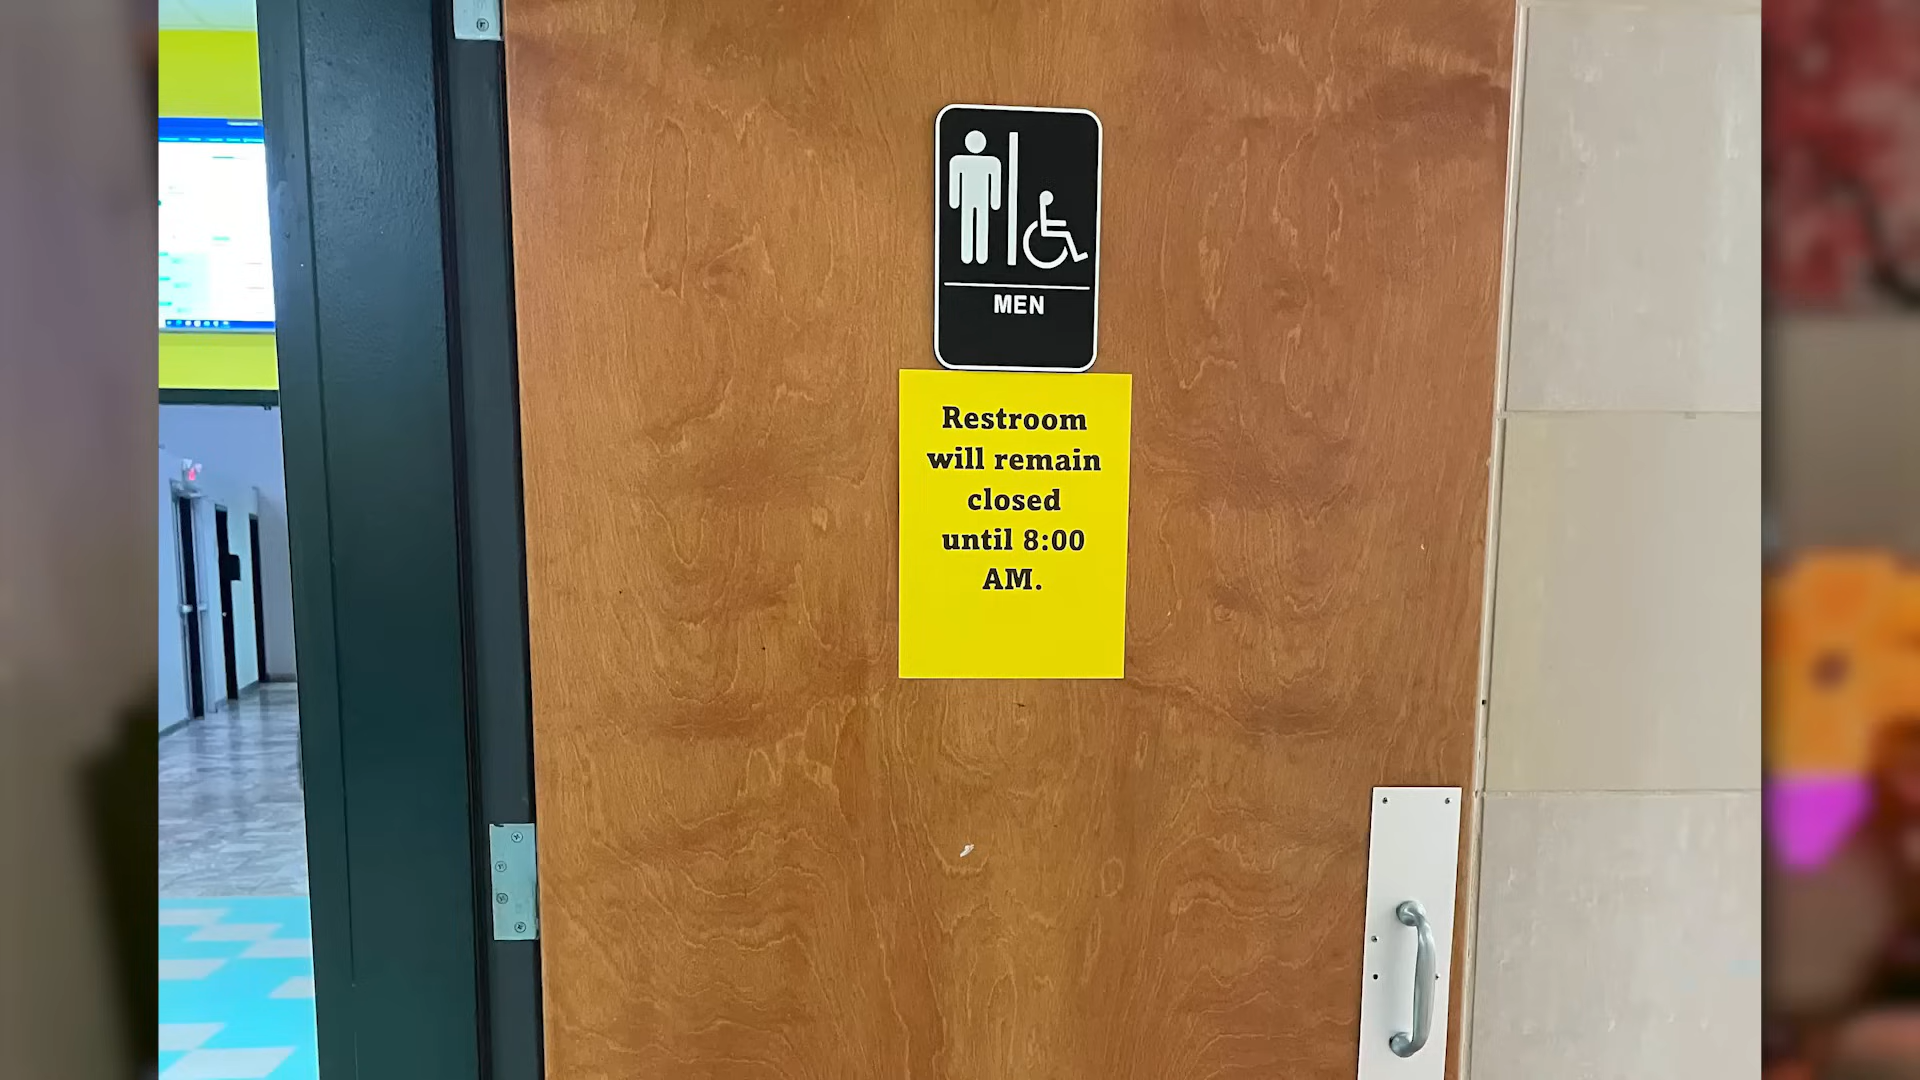 MEN
Restroom
will remain
closed
until 8:00
AM.